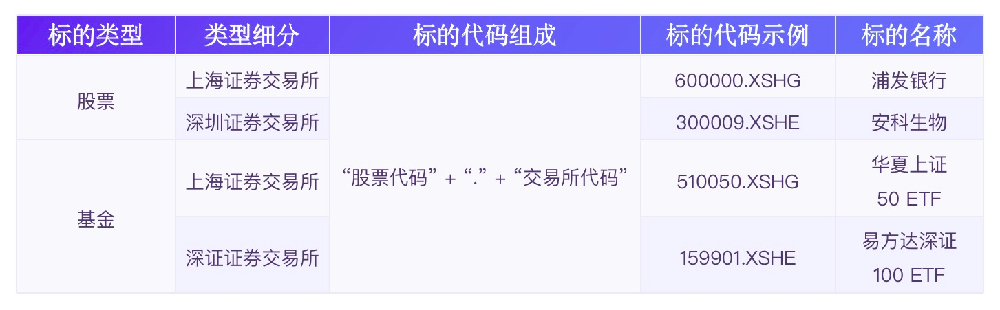 标的类型 类型细分 标的代码组成 标的代码示例 标的名称
股票 上海证券交易所 600000.XSHG 浦发银行
深圳证券交易所 300009.XSHE 安科生物
“股票代码” + “.” + “交易所代码”
基金 上海证券交易所 510050.XSHG 华夏上证
50 ETF
深证证券交易所 159901.XSHE 易方达深证
100 ETF